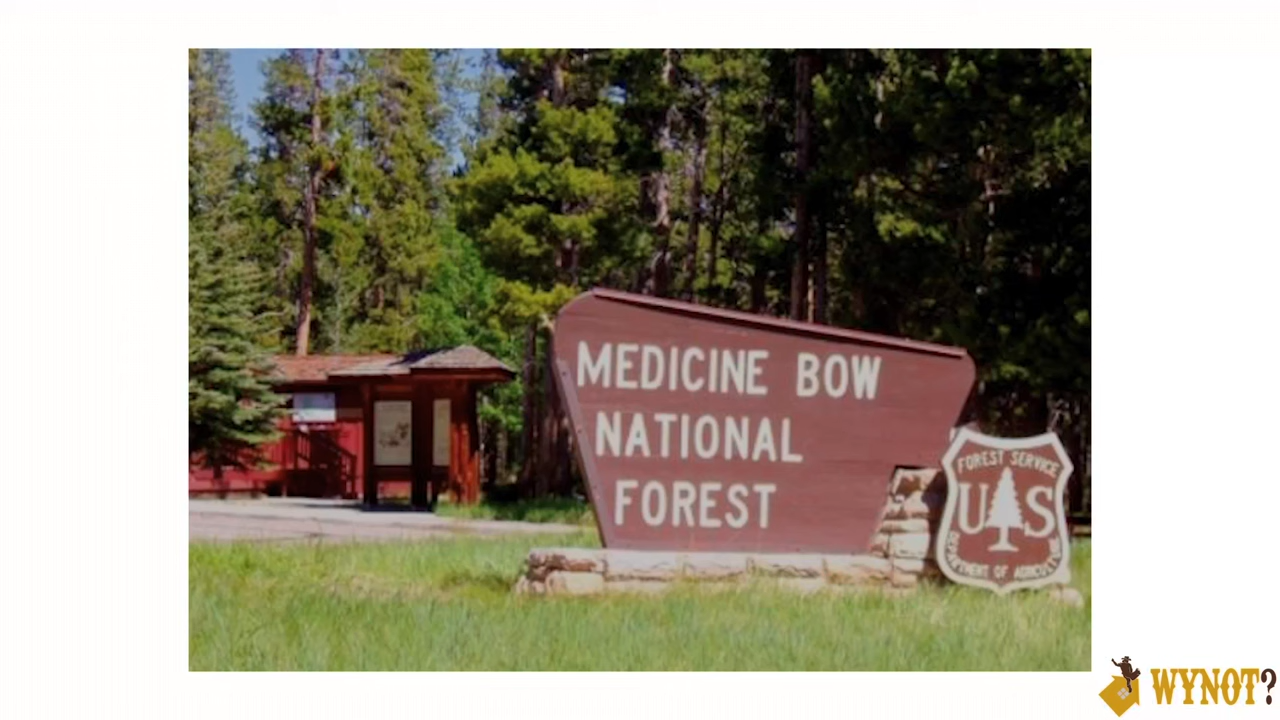 MEDICINE BOW
NATIONAL
FOREST
FOREST SERVICE
U S
DEPARTMENT OF AGRICULTURE
WYNOT?